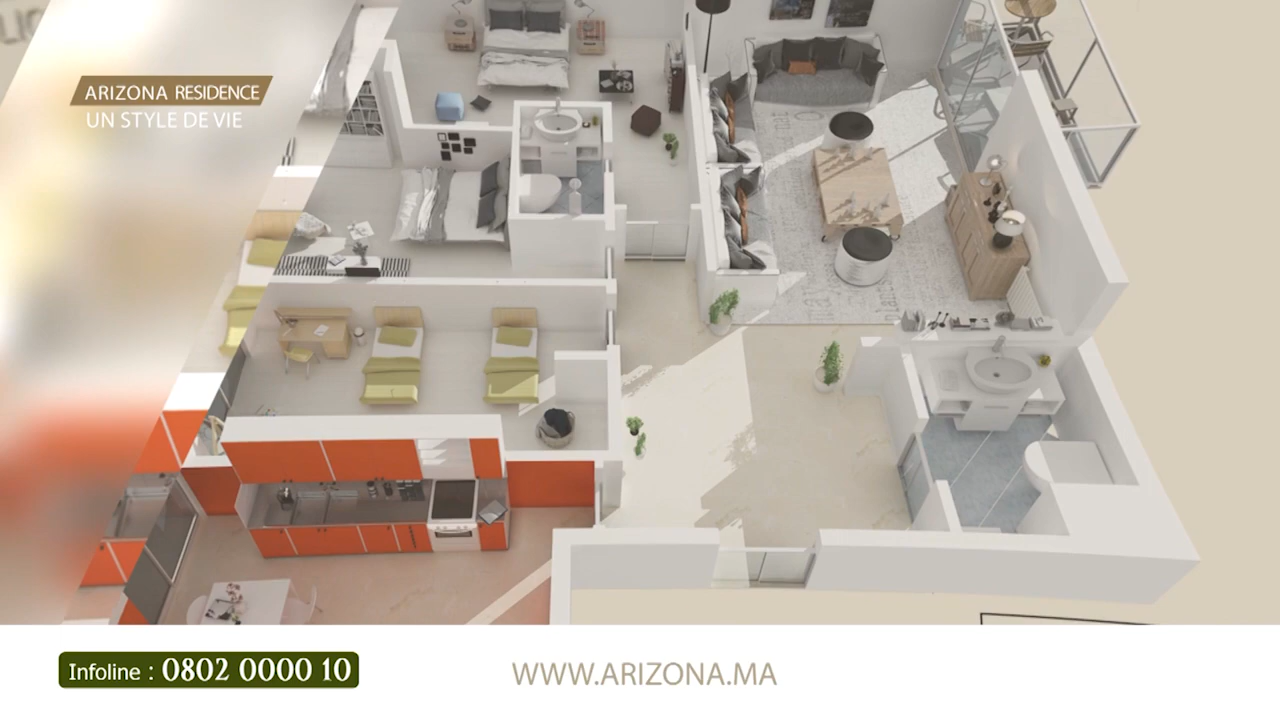 ARIZONA RESIDENCE
UN STYLE DE VIE
Infoline : 0802 0000 10
WWW.ARIZONA.MA